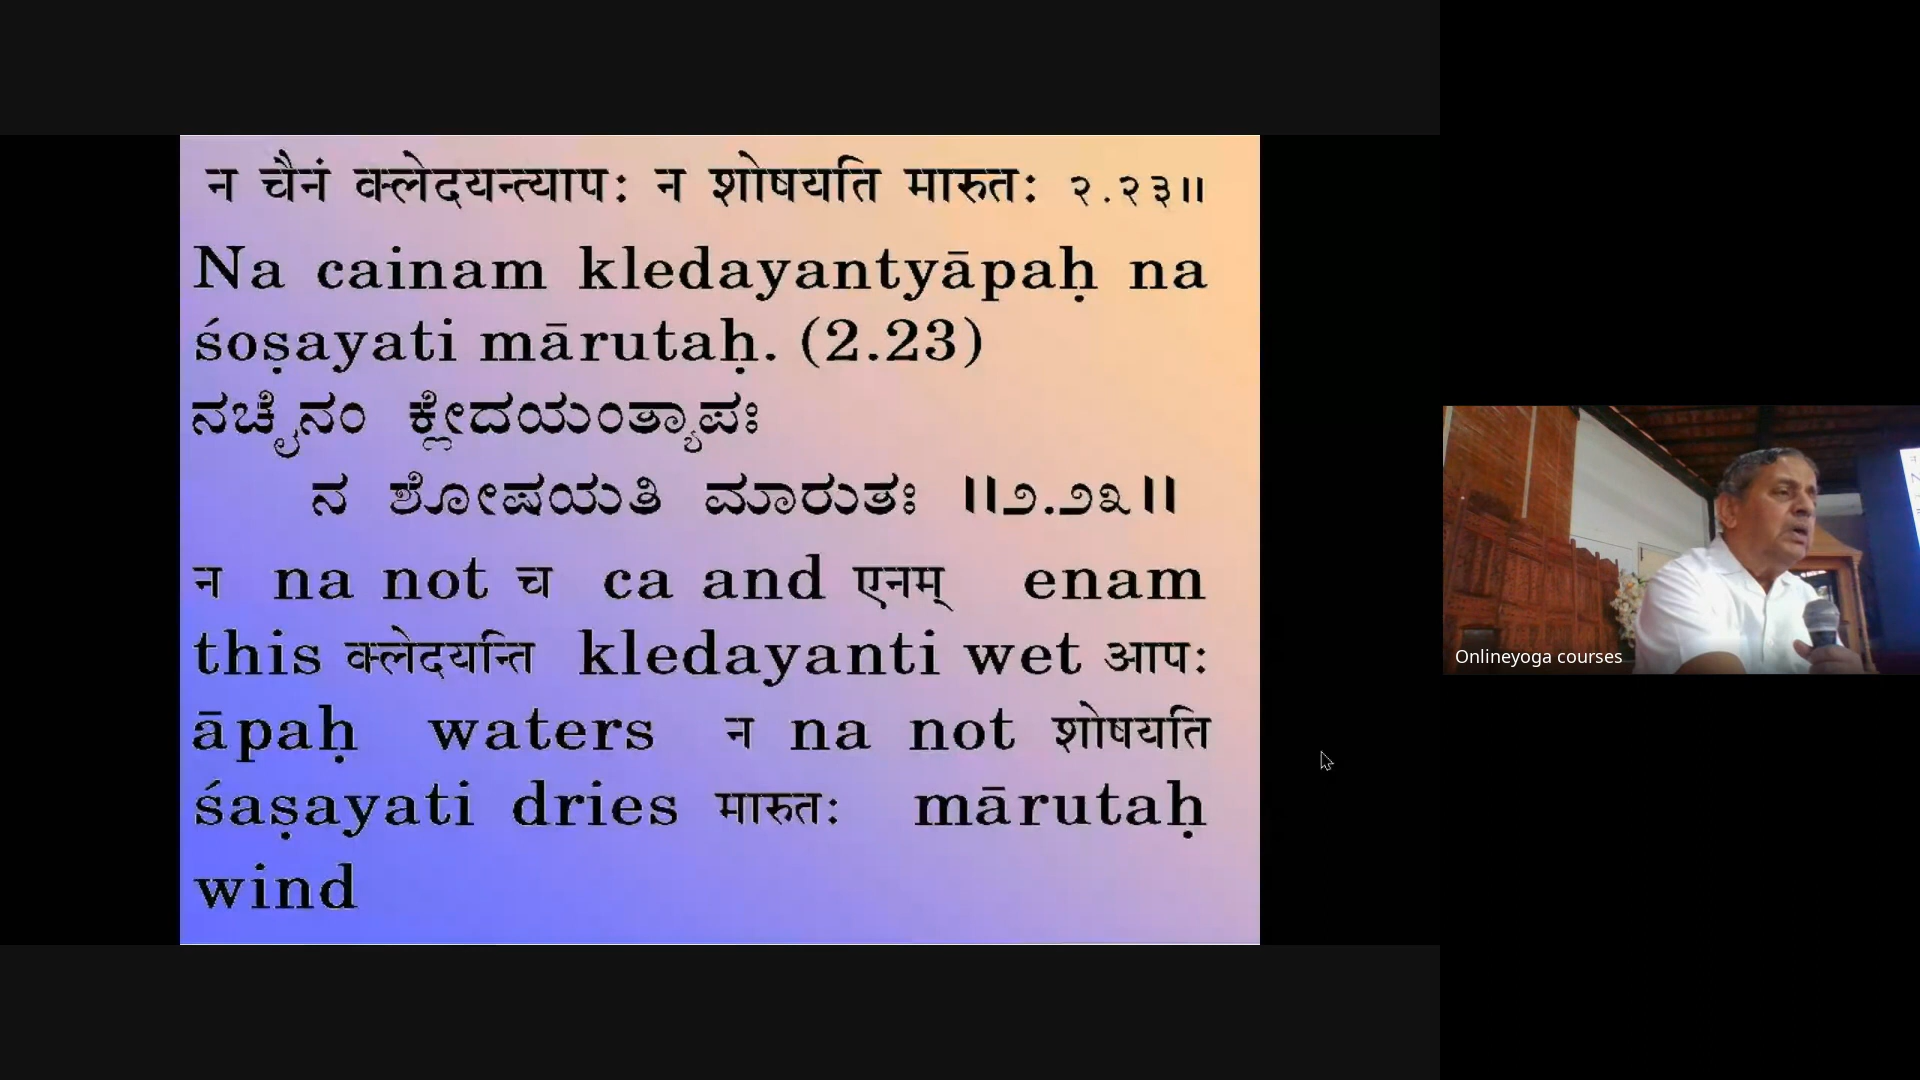 न चैनं क्लेदयन्त्यापः न शोषयति मारुतः २.२३॥
Na cainam kledayantyāpaḥ na
śoṣayati mārutaḥ. (2.23)
ನಚೈನಂ ಕ್ಲೇದಯಂತ್ಯಾಪಃ
ನ ಶೋಷಯತಿ ಮಾರುತಃ ॥೨.೨೩॥
न na not च ca and एनम् enam
this क्लेदयन्ति kledayanti wet आपः
āpaḥ waters न na not शोषयति
śaṣayati dries मारुतः mārutaḥ
wind
Onlineyoga courses